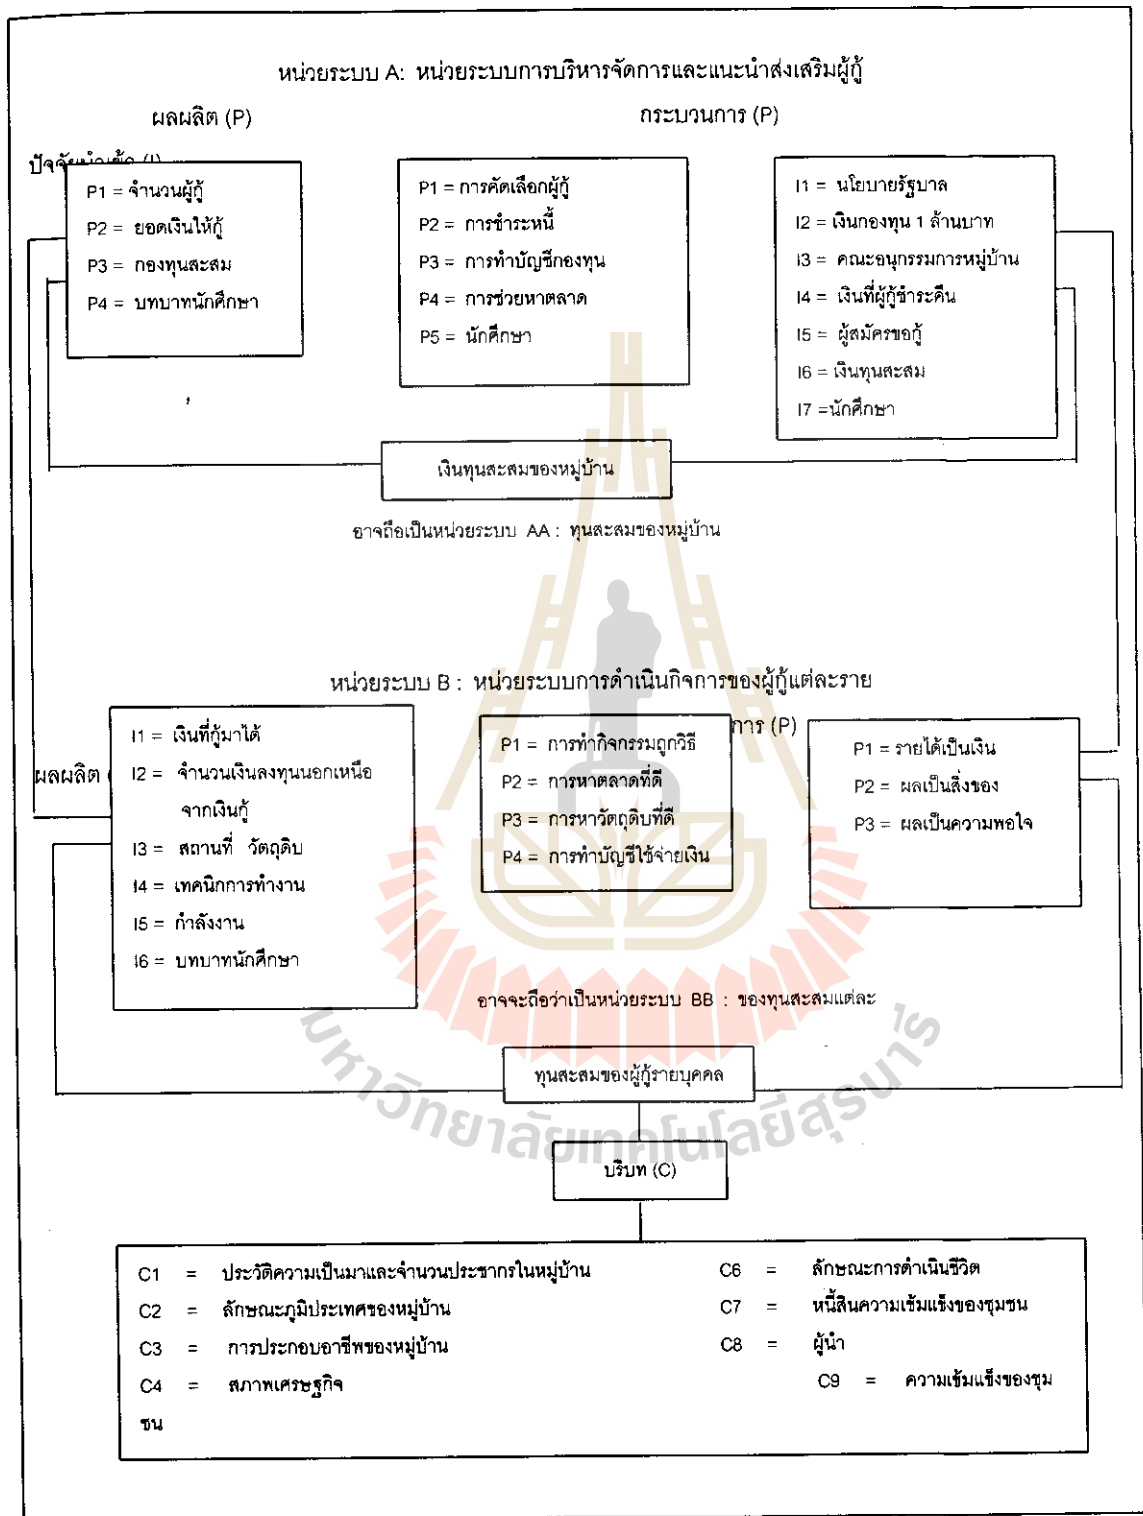 หน่วยระบบ A: หน่วยระบบการบริหารจัดการและแนะนำส่งเสริมผู้กู้
ผลผลิต (P)
กระบวนการ (P)
ปัจจัยนำเข้า (I)
P1 = จำนวนผู้กู้
P2 = ยอดเงินให้กู้
P3 = กองทุนสะสม
P4 = บทบาทนักศึกษา
P1 = การคัดเลือกผู้กู้
P2 = การชำระหนี้
P3 = การทำบัญชีกองทุน
P4 = การช่วยหาตลาด
P5 = นักศึกษา
I1 = นโยบายรัฐบาล
I2 = เงินกองทุน 1 ล้านบาท
I3 = คณะอนุกรรมการหมู่บ้าน
I4 = เงินที่ผู้กู้ชำระคืน
I5 = ผู้สมัครขอกู้
I6 = เงินทุนสะสม
I7 =นักศึกษา
เงินทุนสะสมของหมู่บ้าน
อาจถือเป็นหน่วยระบบ AA : ทุนสะสมของหมู่บ้าน
หน่วยระบบ B : หน่วยระบบการดำเนินกิจการของผู้กู้แต่ละราย
การ (P)
ผลผลิต (
I1 = เงินที่กู้มาได้
I2 = จำนวนเงินลงทุนนอกเหนือ
จากเงินกู้
I3 = สถานที่ วัตถุดิบ
I4 = เทคนิคการทำงาน
I5 = กำลังงาน
I6 = บทบาทนักศึกษา
P1 = การทำกิจกรรมถูกวิธี
P2 = การหาตลาดที่ดี
P3 = การหาวัตถุดิบที่ดี
P4 = การทำบัญชีใช้จ่ายเงิน
P1 = รายได้เป็นเงิน
P2 = ผลเป็นสิ่งของ
P3 = ผลเป็นความพอใจ
อาจจะถือว่าเป็นหน่วยระบบ BB : ของทุนสะสมแต่ละ
ทุนสะสมของผู้กู้รายบุคคล
มหาวิทยาลัยเทคโนโลยีสุรนารี
บริบท (C)
C1 = ประวัติความเป็นมาและจำนวนประชากรในหมู่บ้าน
C2 = ลักษณะภูมิประเทศของหมู่บ้าน
C3 = การประกอบอาชีพของหมู่บ้าน
C4 = สภาพเศรษฐกิจ
C6 = ลักษณะการดำเนินชีวิต
C7 = หนี้สินความเข้มแข็งของชุมชน
C8 = ผู้นำ
C9 = ความเข้มแข็งของชุม
ชน